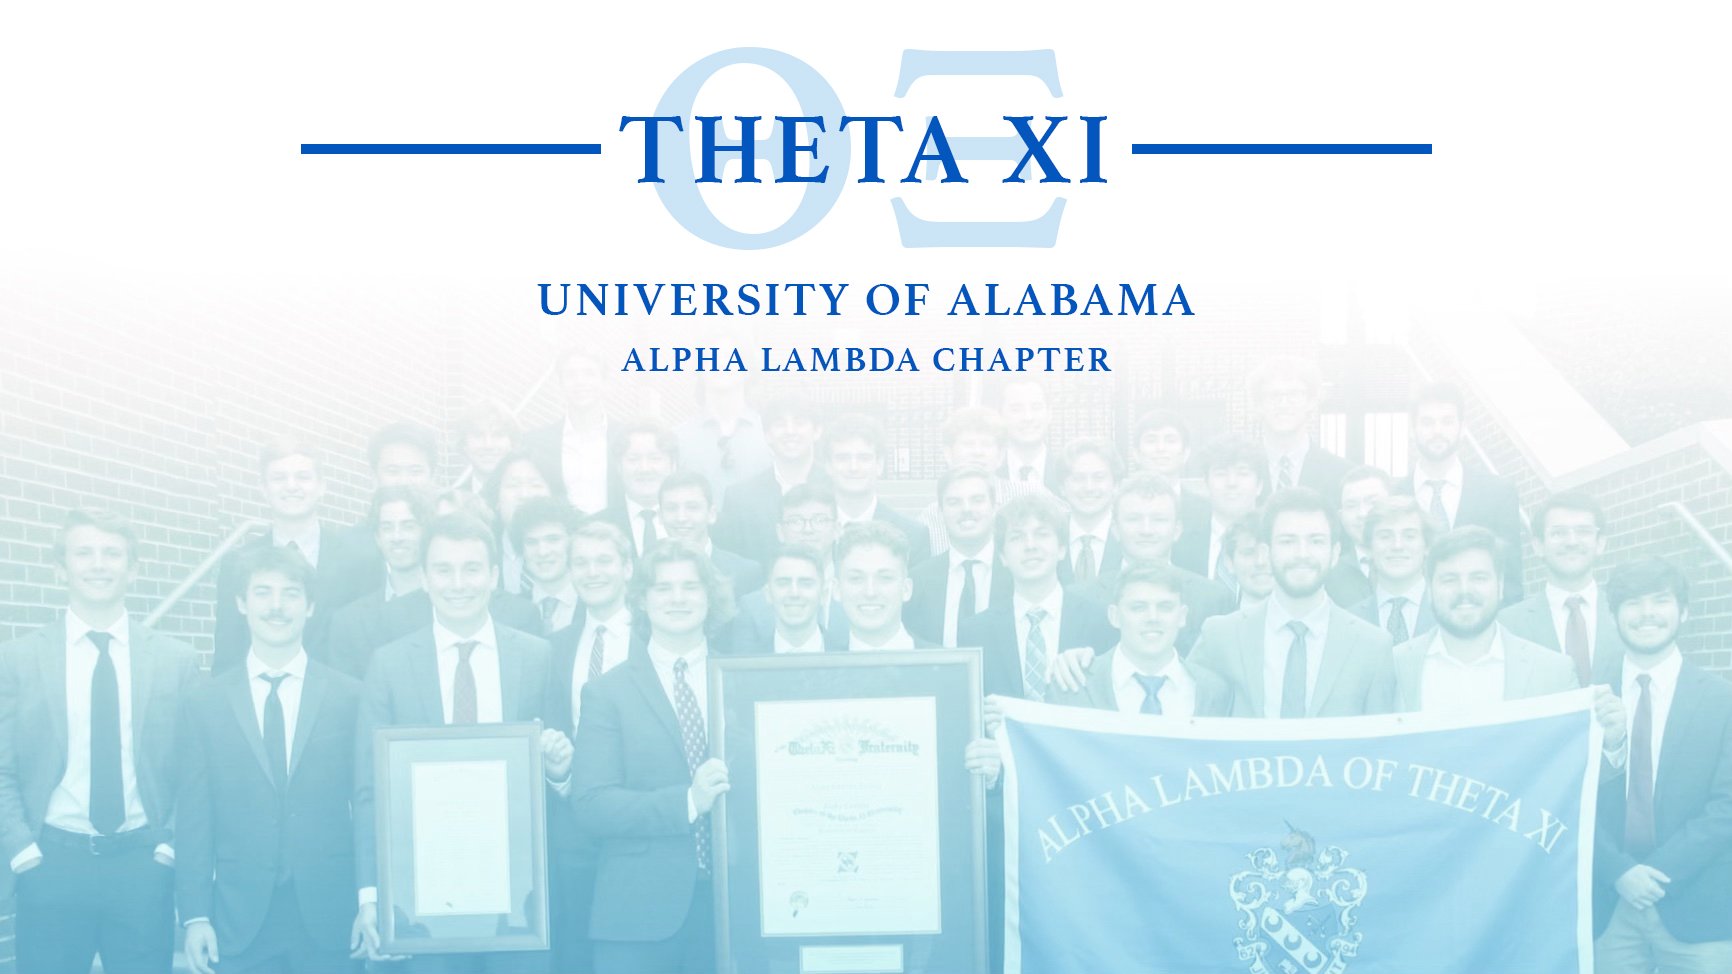 ΘΞ
THETA XI
UNIVERSITY OF ALABAMA
ALPHA LAMBDA CHAPTER
Theta Xi Fraternity
ALPHA LAMBDA OF THETA XI